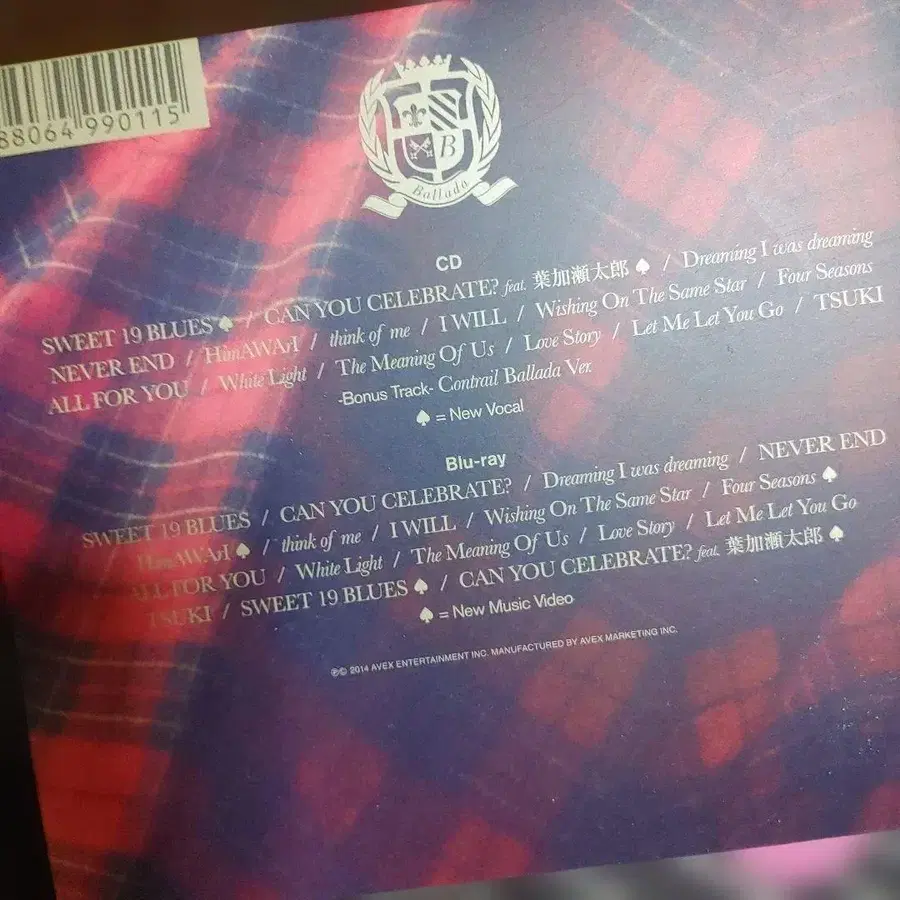 88064 990115
B
Ballada
CD
SWEET 19 BLUES ♠ / CAN YOU CELEBRATE? feat. 葉加瀬太郎 ♠ / Dreaming I was dreaming
NEVER END / HimAWArI / think of me / I WILL / Wishing On The Same Star / Four Seasons
ALL FOR YOU / White Light / The Meaning Of Us / Love Story / Let Me Let You Go / TSUKI
-Bonus Track- Contrail Ballada Ver.
♠ = New Vocal
Blu-ray
SWEET 19 BLUES / CAN YOU CELEBRATE? / Dreaming I was dreaming / NEVER END
HimAWArI ♠ / think of me / I WILL / Wishing On The Same Star / Four Seasons ♠
ALL FOR YOU / White Light / The Meaning Of Us / Love Story / Let Me Let You Go
TSUKI / SWEET 19 BLUES ♠ / CAN YOU CELEBRATE? feat. 葉加瀬太郎 ♠
♠ = New Music Video
℗© 2014 AVEX ENTERTAINMENT INC. MANUFACTURED BY AVEX MARKETING INC.